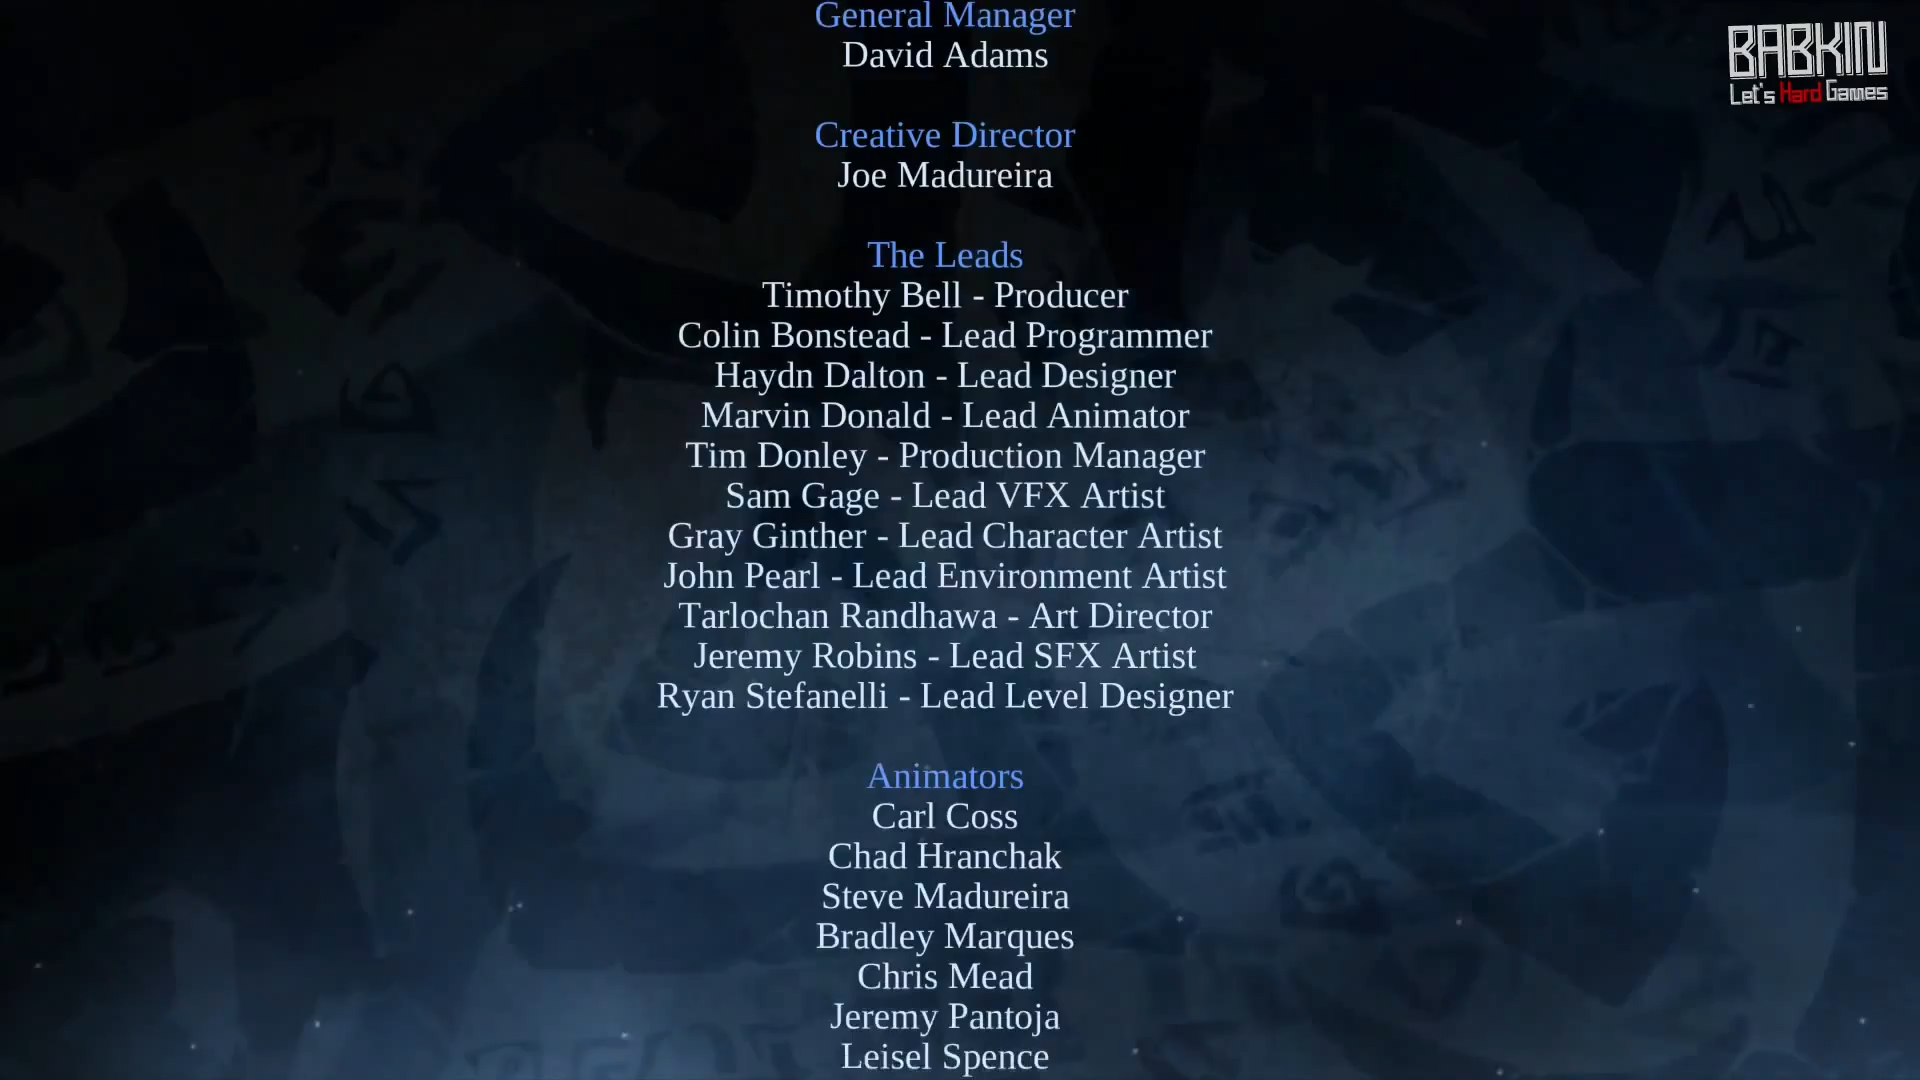 General Manager
David Adams
BABKIN
Let's Hard Games
Creative Director
Joe Madureira
The Leads
Timothy Bell - Producer
Colin Bonstead - Lead Programmer
Haydn Dalton - Lead Designer
Marvin Donald - Lead Animator
Tim Donley - Production Manager
Sam Gage - Lead VFX Artist
Gray Ginther - Lead Character Artist
John Pearl - Lead Environment Artist
Tarlochan Randhawa - Art Director
Jeremy Robins - Lead SFX Artist
Ryan Stefanelli - Lead Level Designer
Animators
Carl Coss
Chad Hranchak
Steve Madureira
Bradley Marques
Chris Mead
Jeremy Pantoja
Leisel Spence